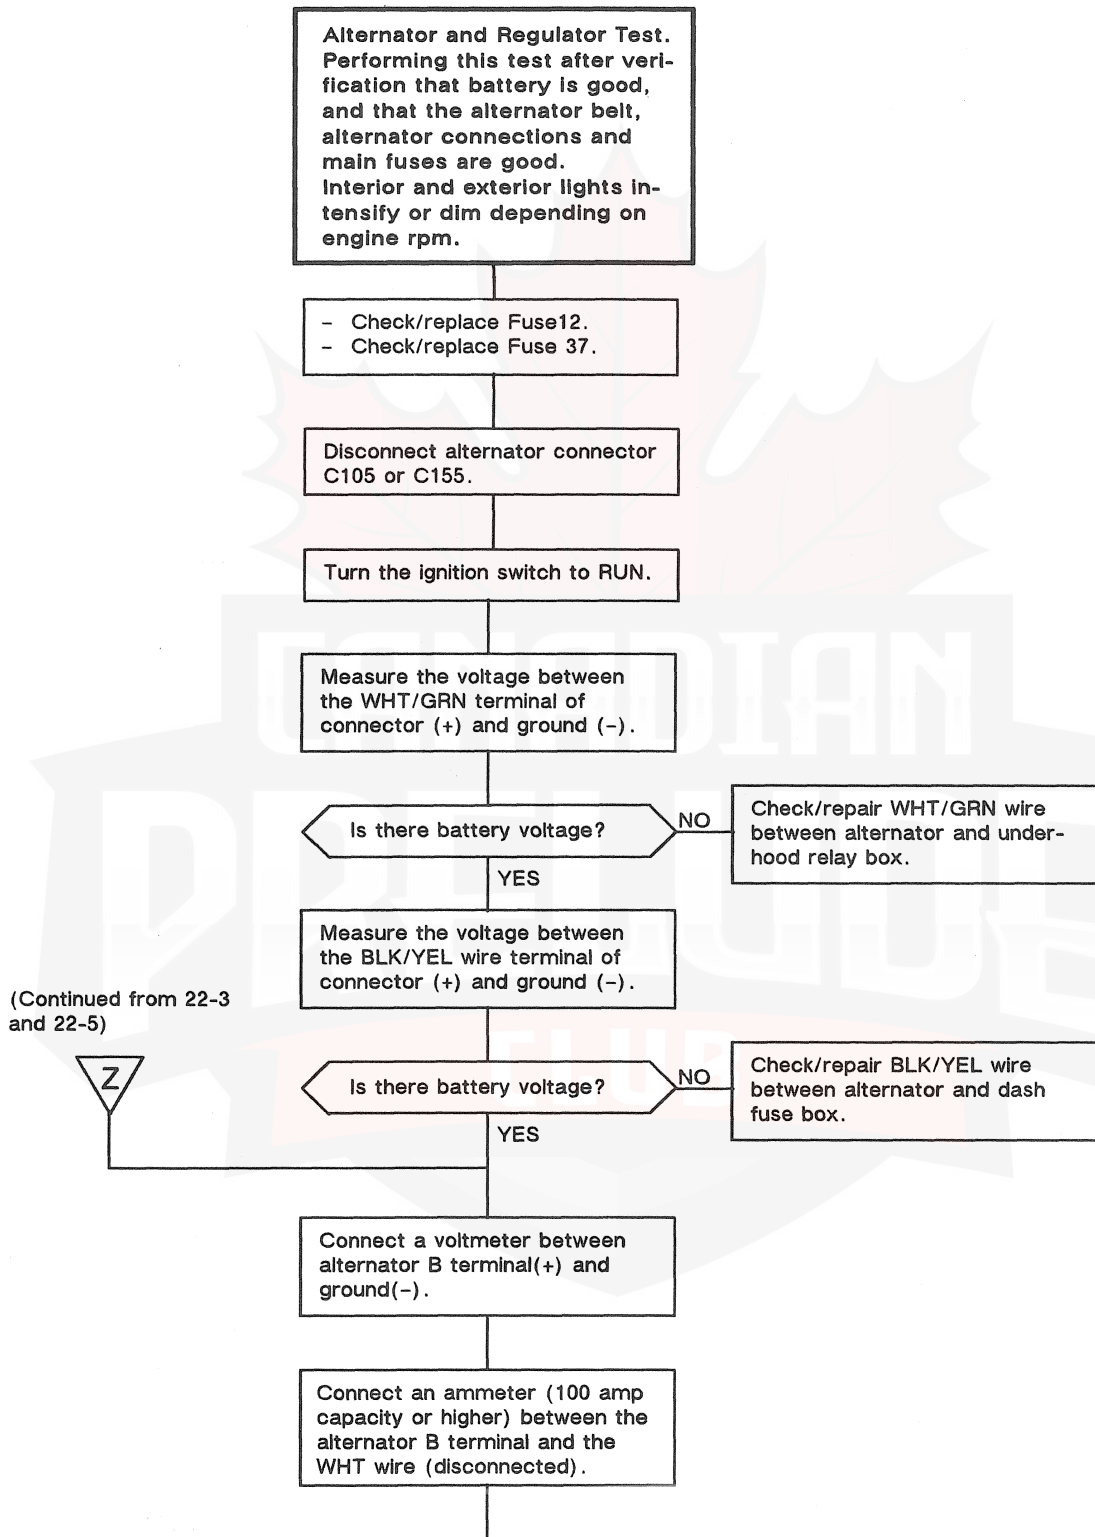 Alternator and Regulator Test.
Performing this test after veri-
fication that battery is good,
and that the alternator belt,
alternator connections and
main fuses are good.
Interior and exterior lights in-
tensify or dim depending on
engine rpm.
- Check/replace Fuse12.
- Check/replace Fuse 37.
Disconnect alternator connector
C105 or C155.
Turn the ignition switch to RUN.
Measure the voltage between
the WHT/GRN terminal of
connector (+) and ground (-).
Is there battery voltage?
NO
Check/repair WHT/GRN wire
between alternator and under-
hood relay box.
YES
Measure the voltage between
the BLK/YEL wire terminal of
connector (+) and ground (-).
(Continued from 22-3
and 22-5)
Z
Is there battery voltage?
NO
Check/repair BLK/YEL wire
between alternator and dash
fuse box.
YES
Connect a voltmeter between
alternator B terminal(+) and
ground(-).
Connect an ammeter (100 amp
capacity or higher) between the
alternator B terminal and the
WHT wire (disconnected).
CANADIAN
PRELUDE
CLUB